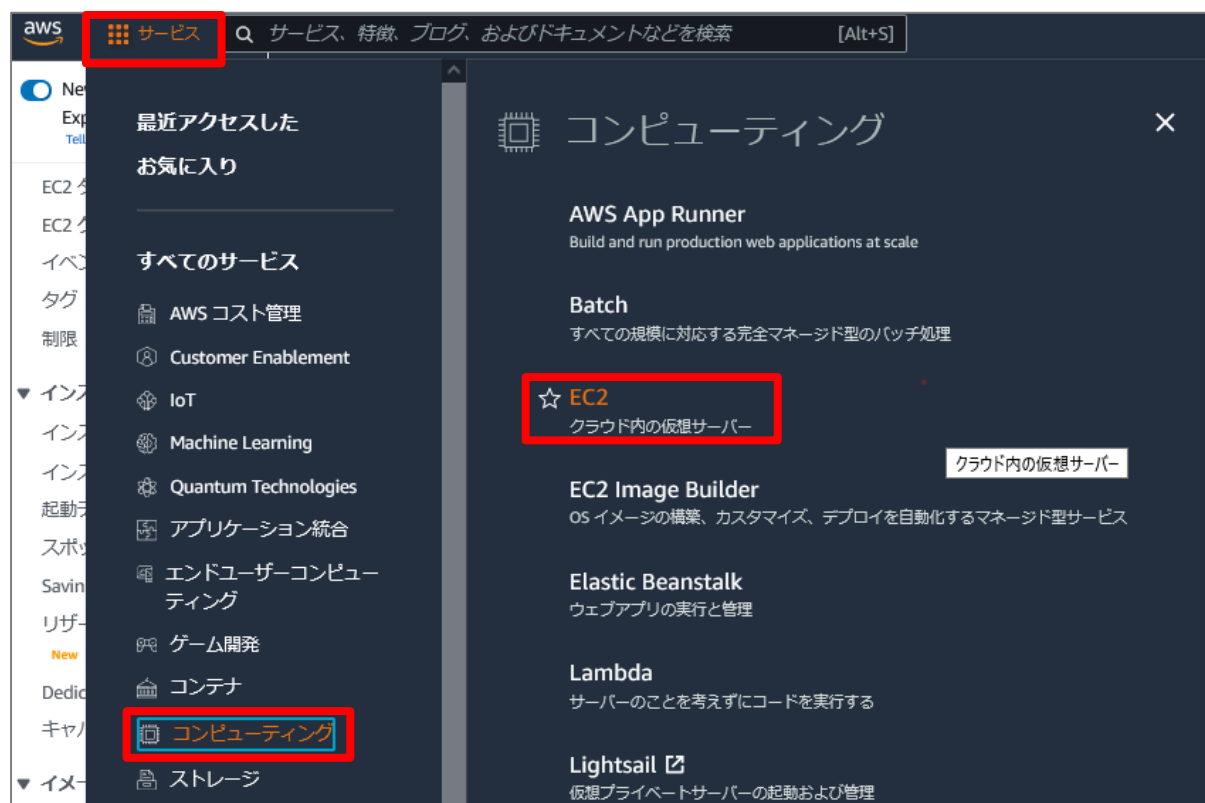 aws
サービス
サービス、特徴、ブログ、およびドキュメントなどを検索 [Alt+S]
最近アクセスした
お気に入り
すべてのサービス
AWS コスト管理
Customer Enablement
IoT
Machine Learning
Quantum Technologies
アプリケーション統合
エンドユーザーコンピュー
ティング
ゲーム開発
コンテナ
コンピューティング
ストレージ
コンピューティング
AWS App Runner
Build and run production web applications at scale
Batch
すべての規模に対応する完全マネージド型のバッチ処理
EC2
クラウド内の仮想サーバー
クラウド内の仮想サーバー
EC2 Image Builder
OS イメージの構築、カスタマイズ、デプロイを自動化するマネージド型サービス
Elastic Beanstalk
ウェブアプリの実行と管理
Lambda
サーバーのことを考えずにコードを実行する
Lightsail
仮想プライベートサーバーの起動および管理
EC2
EC2
タグ
制限
New